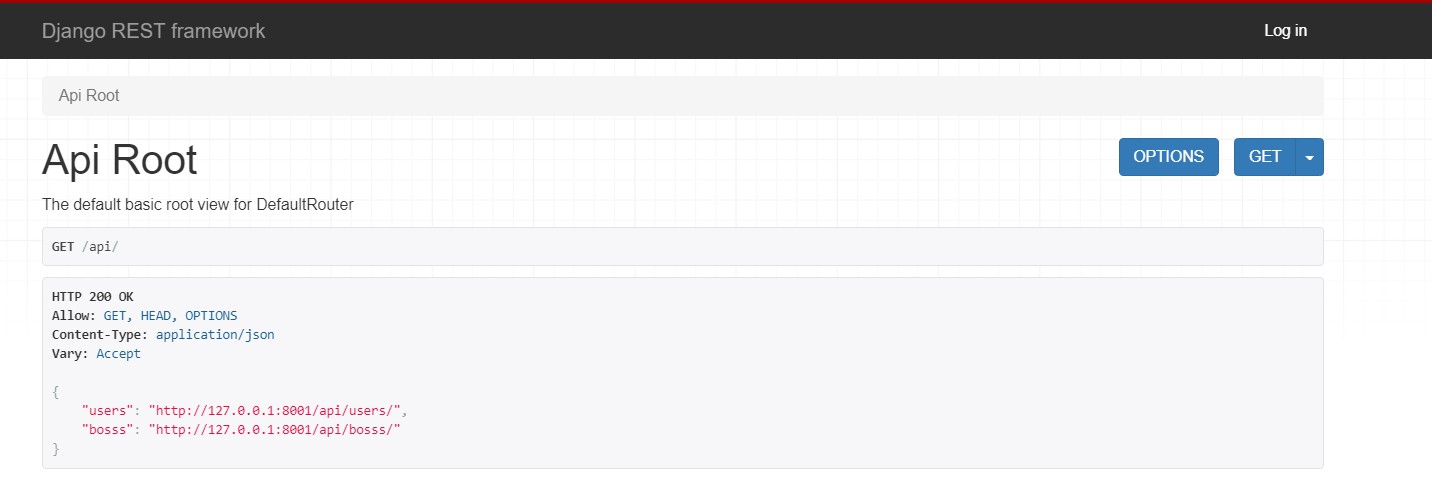 Django REST framework
Log in
Api Root
Api Root
OPTIONS
GET
The default basic root view for DefaultRouter
GET /api/
HTTP 200 OK
Allow: GET, HEAD, OPTIONS
Content-Type: application/json
Vary: Accept
{
    "users": "http://127.0.0.1:8001/api/users/",
    "bosss": "http://127.0.0.1:8001/api/bosss/"
}